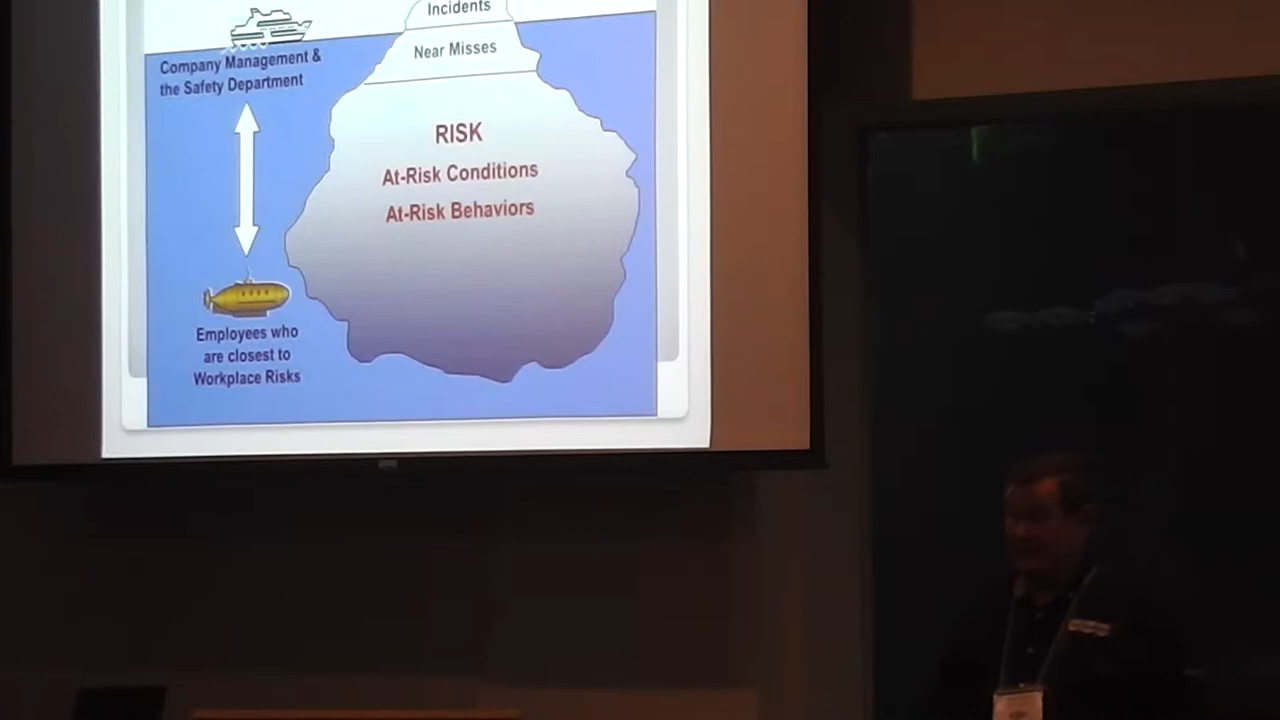 Incidents
Near Misses
Company Management &
the Safety Department
RISK
At-Risk Conditions
At-Risk Behaviors
Employees who
are closest to
Workplace Risks